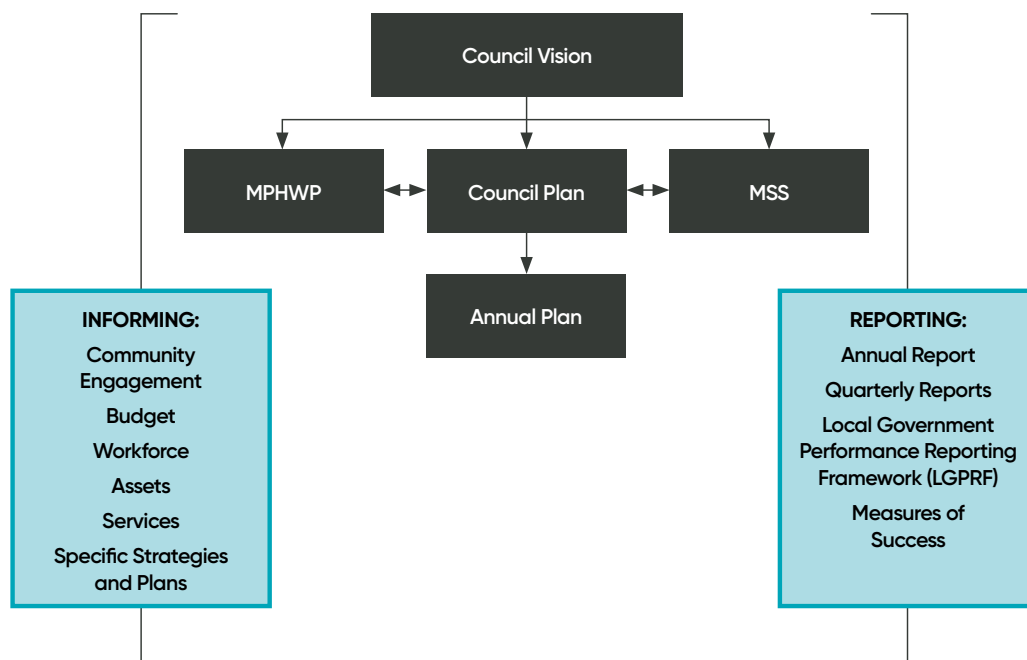 Council Vision
MPHWP
Council Plan
MSS
Annual Plan
INFORMING:
Community
Engagement
Budget
Workforce
Assets
Services
Specific Strategies
and Plans
REPORTING:
Annual Report
Quarterly Reports
Local Government
Performance Reporting
Framework (LGPRF)
Measures of
Success